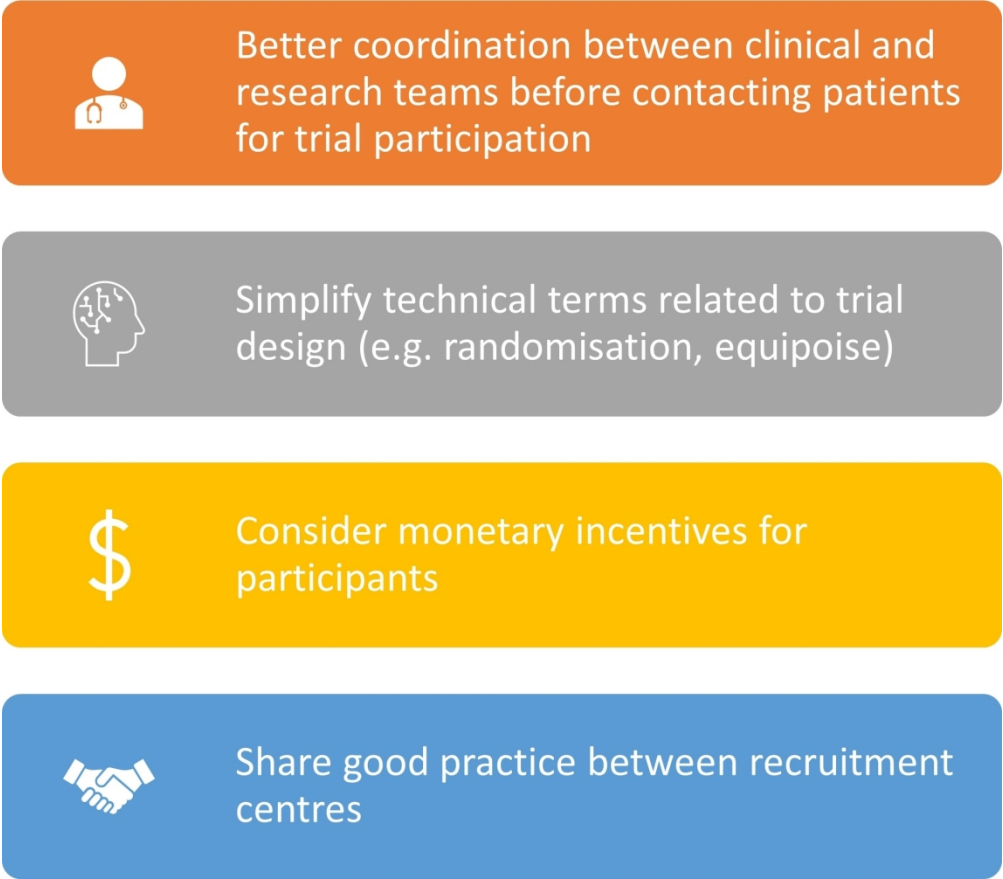 Better coordination between clinical and
research teams before contacting patients
for trial participation
Simplify technical terms related to trial
design (e.g. randomisation, equipoise)
$
Consider monetary incentives for
participants
Share good practice between recruitment
centres